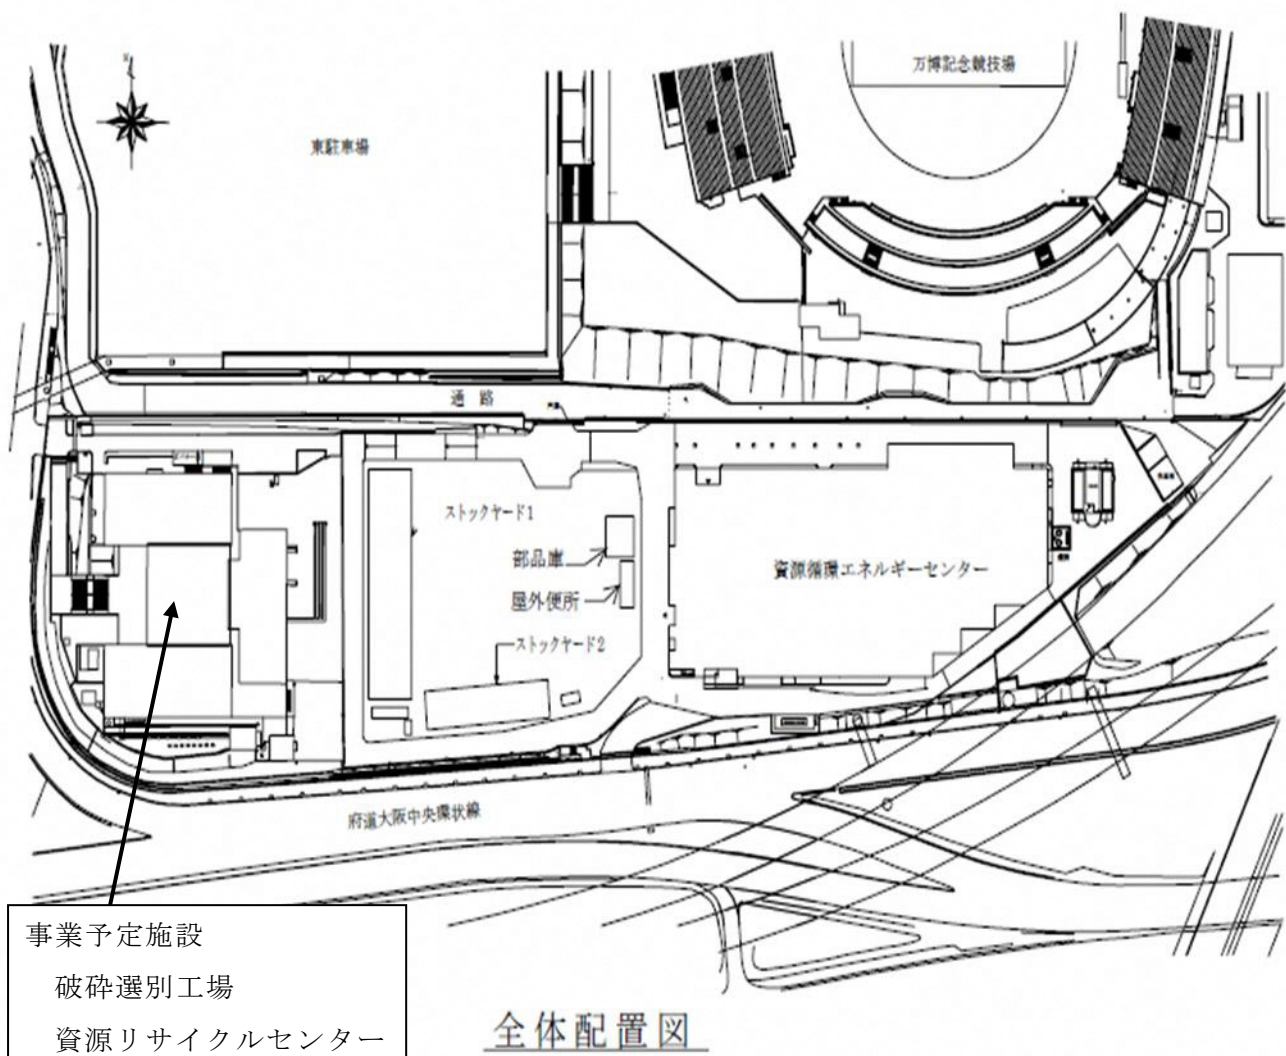 万博記念競技場
東駐車場
通 路
ストックヤード1
部品庫
屋外便所
ストックヤード2
資源循環エネルギーセンター
府道大阪中央環状線
事業予定施設
破砕選別工場
資源リサイクルセンター
全体配置図